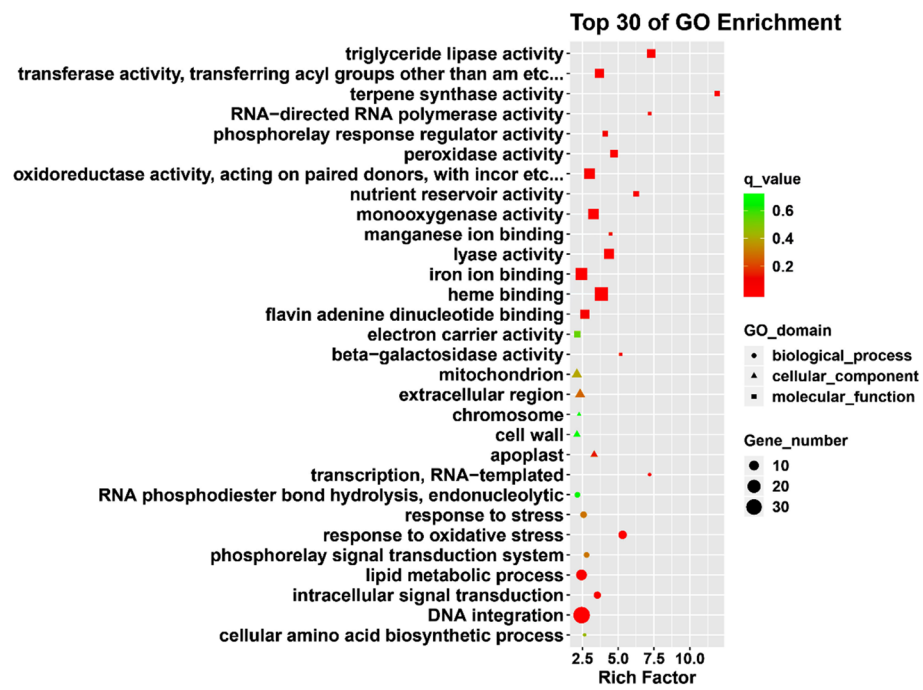 Top 30 of GO Enrichment
triglyceride lipase activity
transferase activity, transferring acyl groups other than am etc...
terpene synthase activity
RNA−directed RNA polymerase activity
phosphorelay response regulator activity
peroxidase activity
oxidoreductase activity, acting on paired donors, with incor etc...
nutrient reservoir activity
monooxygenase activity
manganese ion binding
lyase activity
iron ion binding
heme binding
flavin adenine dinucleotide binding
electron carrier activity
beta−galactosidase activity
mitochondrion
extracellular region
chromosome
cell wall
apoplast
transcription, RNA−templated
RNA phosphodiester bond hydrolysis, endonucleolytic
response to stress
response to oxidative stress
phosphorelay signal transduction system
lipid metabolic process
intracellular signal transduction
DNA integration
cellular amino acid biosynthetic process
2.5 5.0 7.5 10.0
Rich Factor
q_value
0.6
0.4
0.2
GO_domain
biological_process
cellular_component
molecular_function
Gene_number
10
20
30